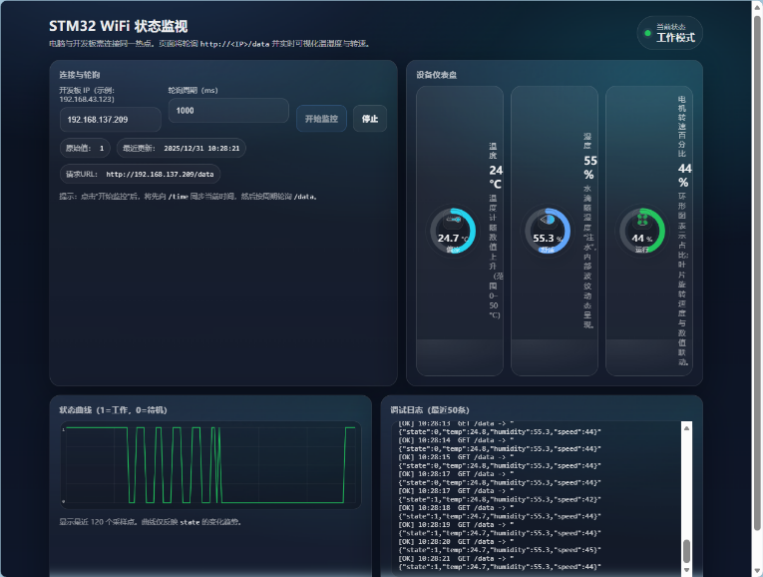 STM32 WiFi 状态监视
电脑与开发板需连接同一热点。页面将轮询 http://<IP>/data 并实时可视化温湿度与转速。
当前状态
工作模式
连接与轮询
开发板 IP（示例:
192.168.43.123)
192.168.137.209
轮询周期（ms）
1000
开始监控
停止
原始值: 1
最近更新: 2025/12/31 10:28:21
请求URL: http://192.168.137.209/data
提示：点击“开始监控”后，将先向 /time 同步当前时间，然后按周期轮询 /data。
设备仪表盘
24.7 ℃
温度
24
℃
温度计随数值上升（范围0–50℃）
55.3 %
湿度
55
%
水滴随湿度“注水”，内部波纹动态呈现。
44 %
运行
电机转速百分比
44
%
环形图表示占比；叶片旋转速度与数值联动。
状态曲线（1=工作，0=待机）
1
0
显示最近 120 个采样点。曲线仅反映 state 的变化趋势。
调试日志（最近50条）
[OK] 10:28:13 GET /data -> "
{"state":0,"temp":24.8,"humidity":55.3,"speed":44}"
[OK] 10:28:14 GET /data -> "
{"state":0,"temp":24.8,"humidity":55.3,"speed":44}"
[OK] 10:28:15 GET /data -> "
{"state":0,"temp":24.8,"humidity":55.3,"speed":44}"
[OK] 10:28:17 GET /data -> "
{"state":0,"temp":24.8,"humidity":55.3,"speed":44}"
[OK] 10:28:17 GET /data -> "
{"state":1,"temp":24.8,"humidity":55.3,"speed":42}"
[OK] 10:28:18 GET /data -> "
{"state":1,"temp":24.7,"humidity":55.3,"speed":44}"
[OK] 10:28:19 GET /data -> "
{"state":1,"temp":24.7,"humidity":55.3,"speed":44}"
[OK] 10:28:20 GET /data -> "
{"state":1,"temp":24.7,"humidity":55.3,"speed":45}"
[OK] 10:28:21 GET /data -> "
{"state":1,"temp":24.7,"humidity":55.3,"speed":44}"